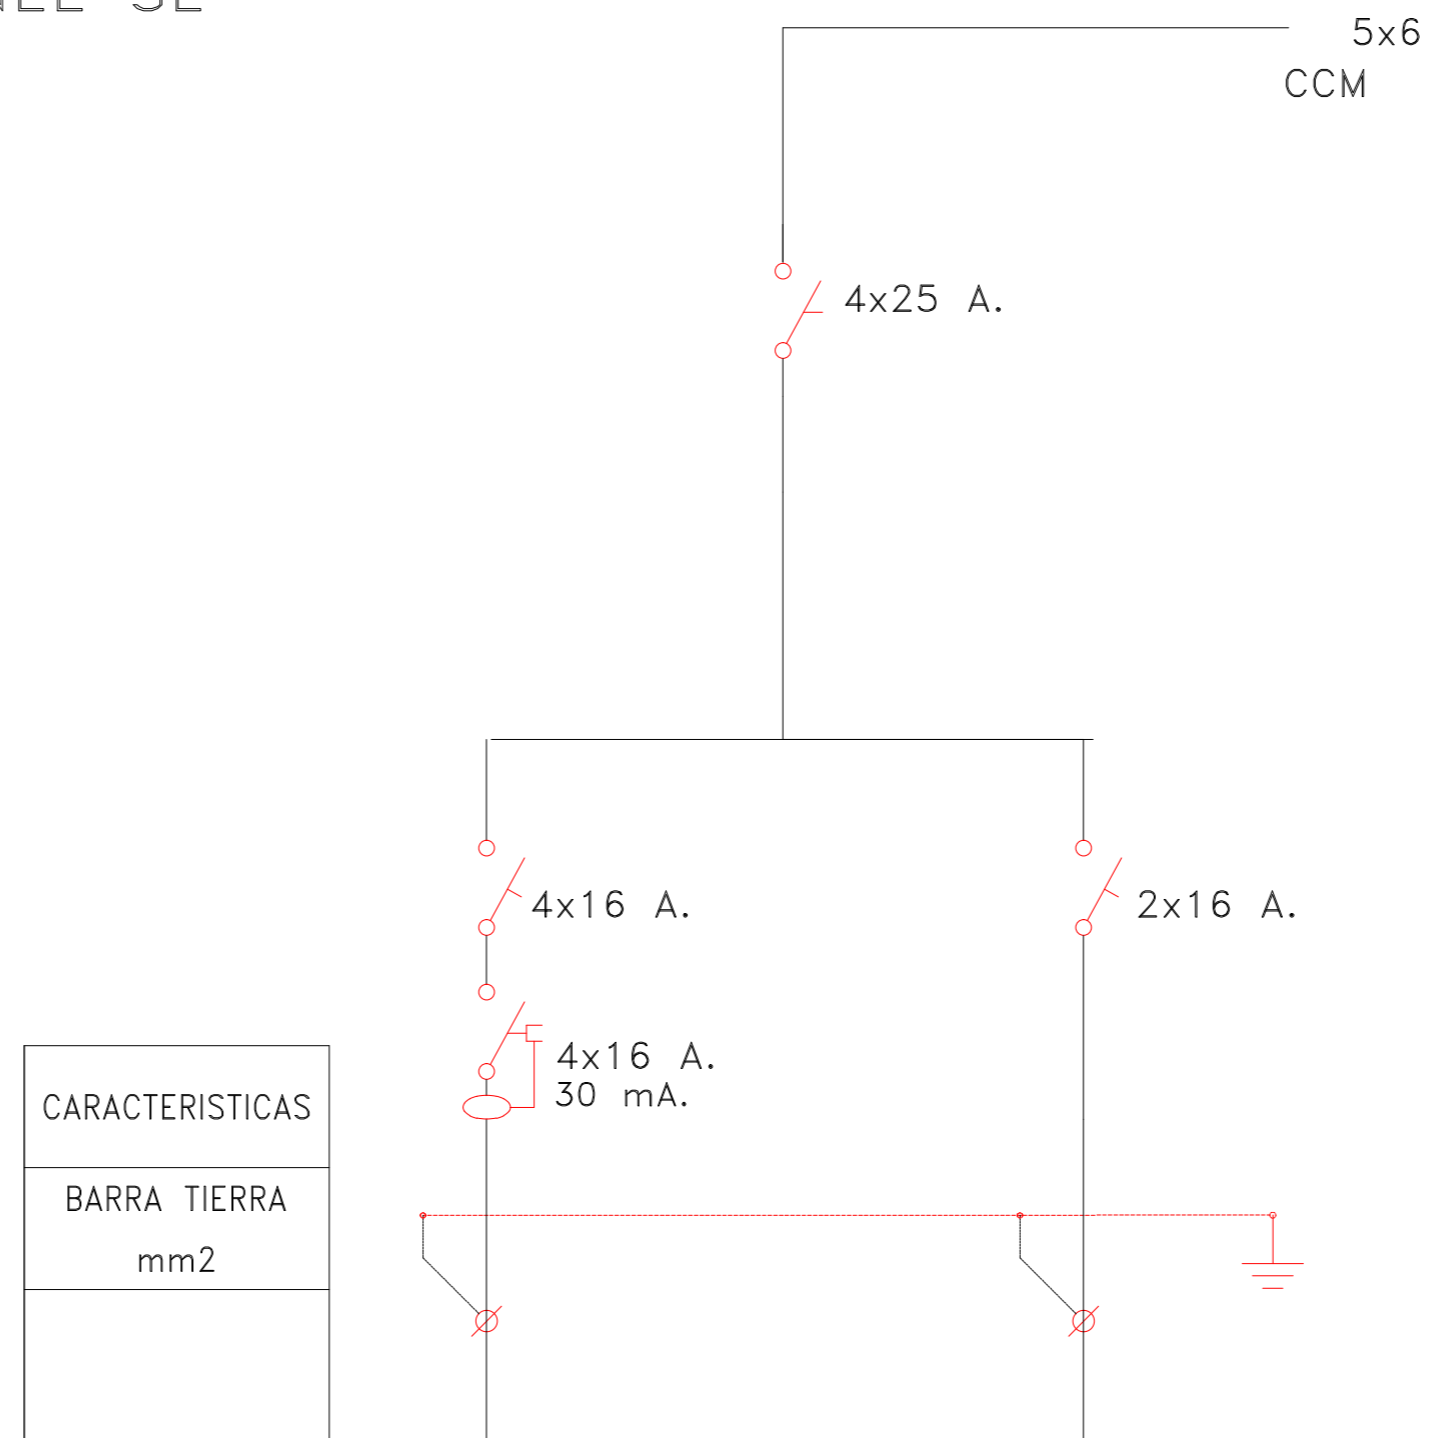 5x6
CCM
4x25 A.
4x16 A.
2x16 A.
4x16 A.
30 mA.
CARACTERISTICAS
BARRA TIERRA
mm2